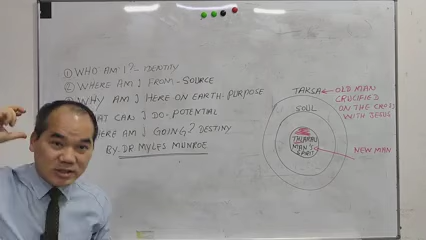 ① WHO AM I? - IDENTITY
② WHERE AM I FROM - SOURCE
WHY AM I HERE ON EARTH - PURPOSE
AT CAN I DO - POTENTIAL
HERE AM I GOING? DESTINY
BY DR MYLES MUNROE
TAKSA
OLD MAN
CRUCIFIED
ON THE CROSS
WITH JESUS
SOUL
MAN'S
SPIRIT
NEW MAN